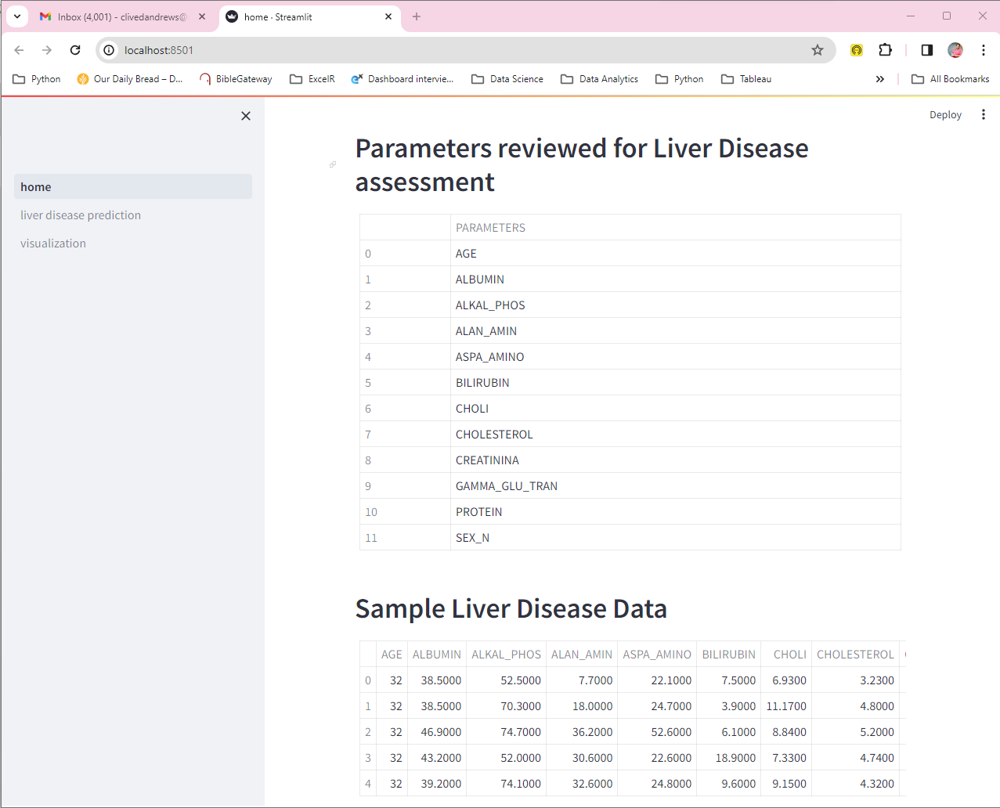 Inbox (4,001) - clivedandrews@
home · Streamlit
localhost:8501
Python
Our Daily Bread – D...
BibleGateway
ExcelR
Dashboard intervie...
Data Science
Data Analytics
Python
Tableau
All Bookmarks
Deploy
home
liver disease prediction
visualization
Parameters reviewed for Liver Disease
assessment
PARAMETERS
0 AGE
1 ALBUMIN
2 ALKAL_PHOS
3 ALAN_AMIN
4 ASPA_AMINO
5 BILIRUBIN
6 CHOLI
7 CHOLESTEROL
8 CREATININA
9 GAMMA_GLU_TRAN
10 PROTEIN
11 SEX_N
Sample Liver Disease Data
AGE ALBUMIN ALKAL_PHOS ALAN_AMIN ASPA_AMINO BILIRUBIN CHOLI CHOLESTEROL
0 32 38.5000 52.5000 7.7000 22.1000 7.5000 6.9300 3.2300
1 32 38.5000 70.3000 18.0000 24.7000 3.9000 11.1700 4.8000
2 32 46.9000 74.7000 36.2000 52.6000 6.1000 8.8400 5.2000
3 32 43.2000 52.0000 30.6000 22.6000 18.9000 7.3300 4.7400
4 32 39.2000 74.1000 32.6000 24.8000 9.6000 9.1500 4.3200